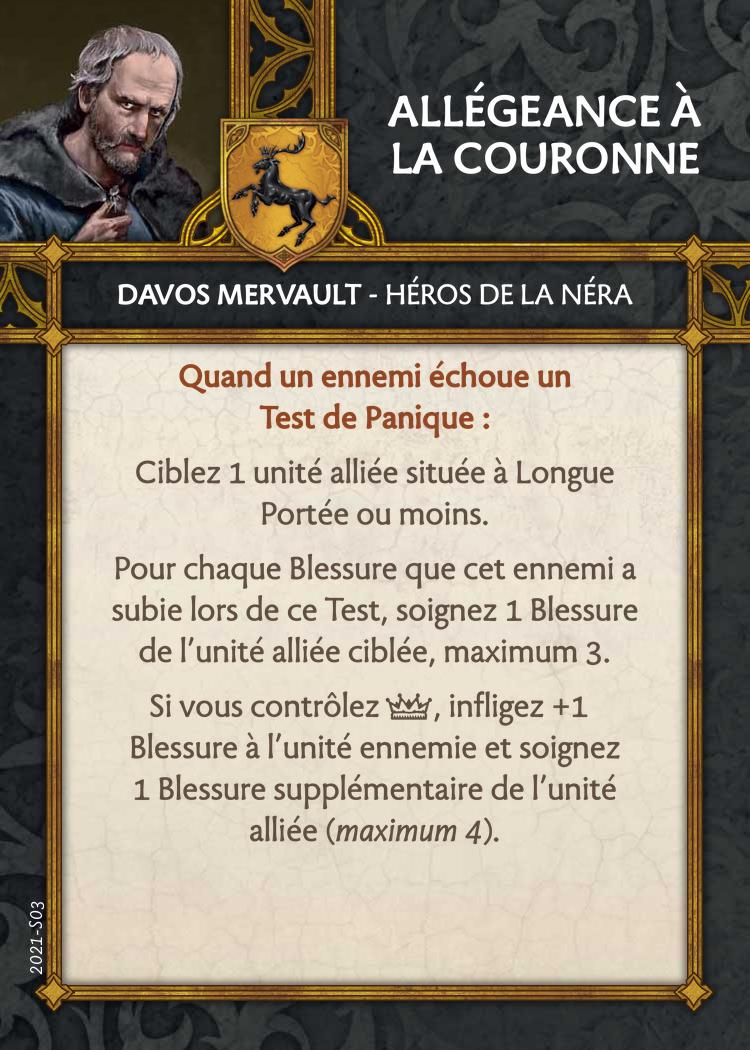 ALLÉGEANCE À
LA COURONNE
DAVOS MERVAULT - HÉROS DE LA NÉRA
Quand un ennemi échoue un
Test de Panique :
Ciblez 1 unité alliée située à Longue
Portée ou moins.
Pour chaque Blessure que cet ennemi a
subie lors de ce Test, soignez 1 Blessure
de l'unité alliée ciblée, maximum 3.
Si vous contrôlez , infligez +1
Blessure à l'unité ennemie et soignez
1 Blessure supplémentaire de l'unité
alliée (maximum 4).
2021-S03